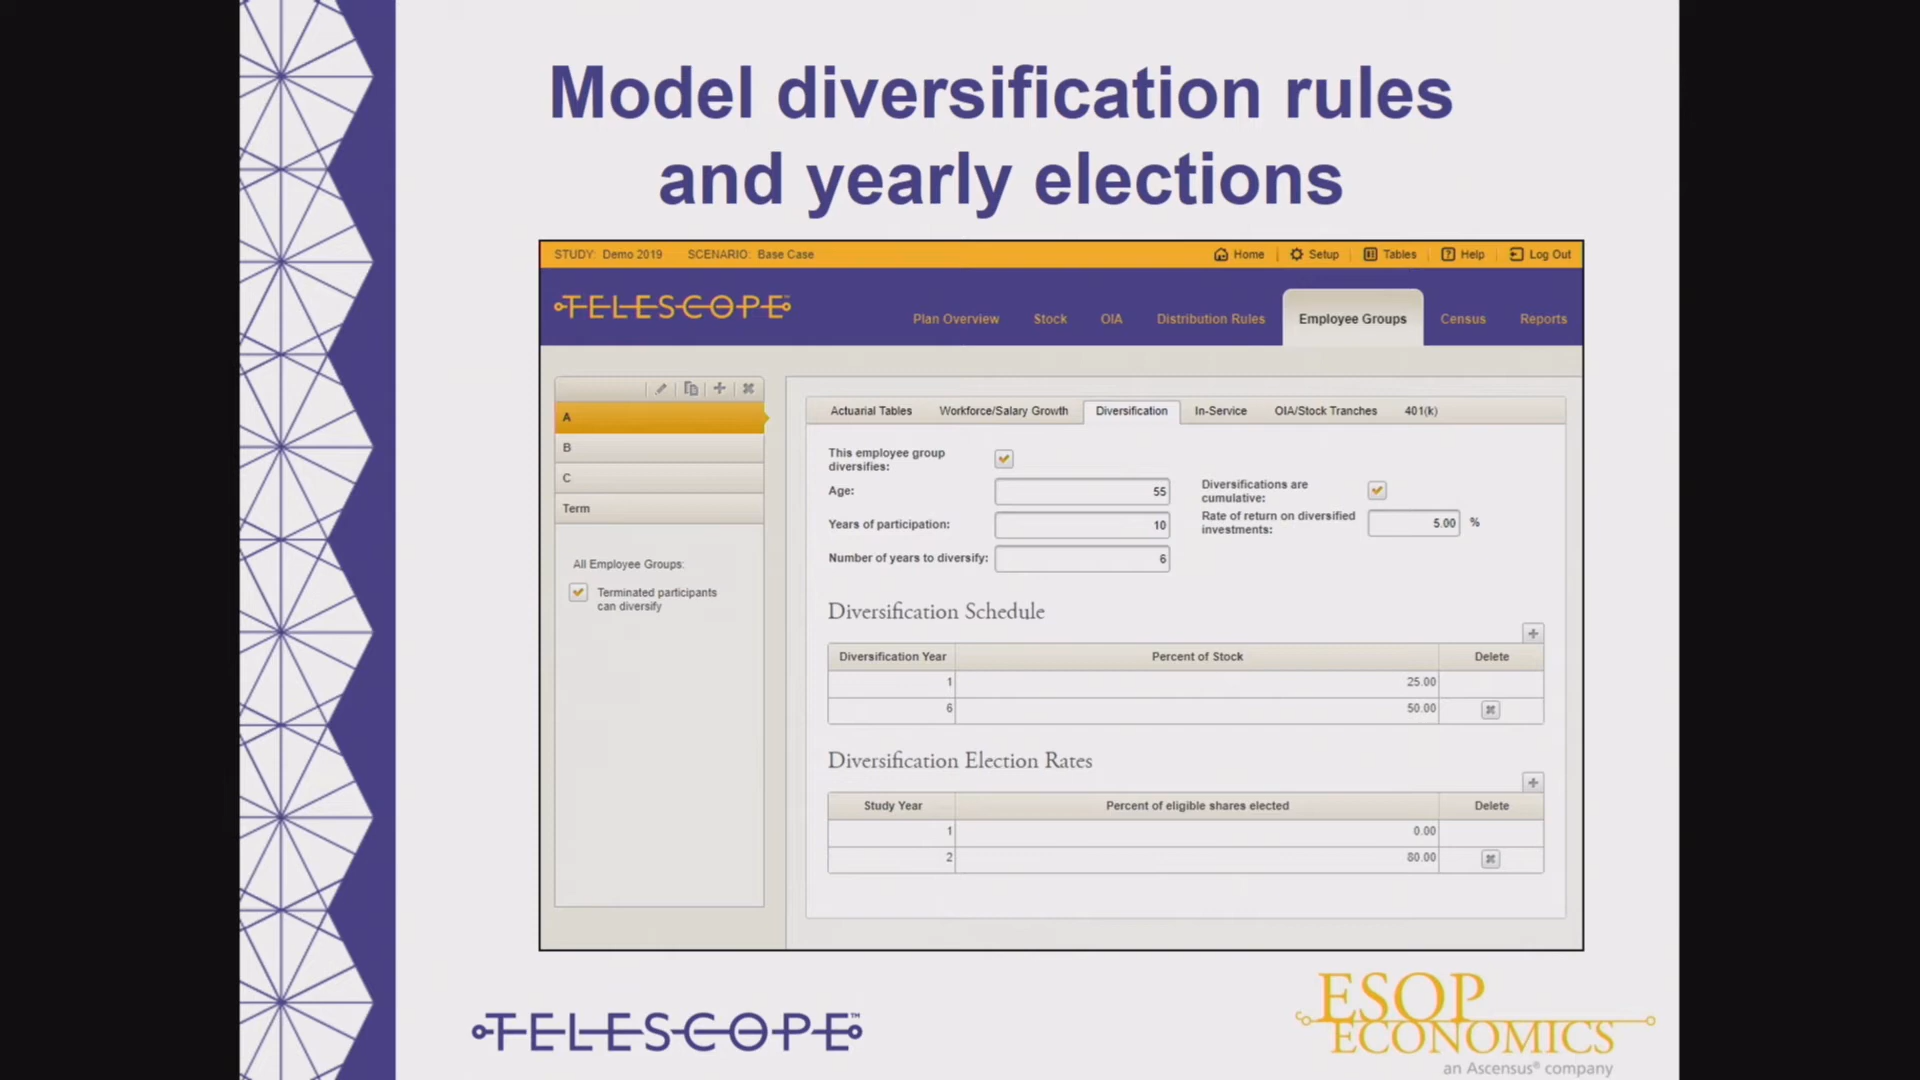 Model diversification rules
and yearly elections
STUDY: Demo 2019 SCENARIO: Base Case Home Setup Tables Help Log Out
TELESCOPE™
Plan Overview Stock OIA Distribution Rules Employee Groups Census Reports
A
B
C
Term
All Employee Groups:
Terminated participants
can diversify
Actuarial Tables Workforce/Salary Growth Diversification In-Service OIA/Stock Tranches 401(k)
This employee group
diversifies:
Age: 55
Years of participation: 10
Number of years to diversify: 6
Diversifications are
cumulative:
Rate of return on diversified
investments: 5.00 %
Diversification Schedule
Diversification Year Percent of Stock Delete
1 25.00
6 50.00
Diversification Election Rates
Study Year Percent of eligible shares elected Delete
1 0.00
2 80.00
TELESCOPE™
ESOP
ECONOMICS
an Ascensus® company